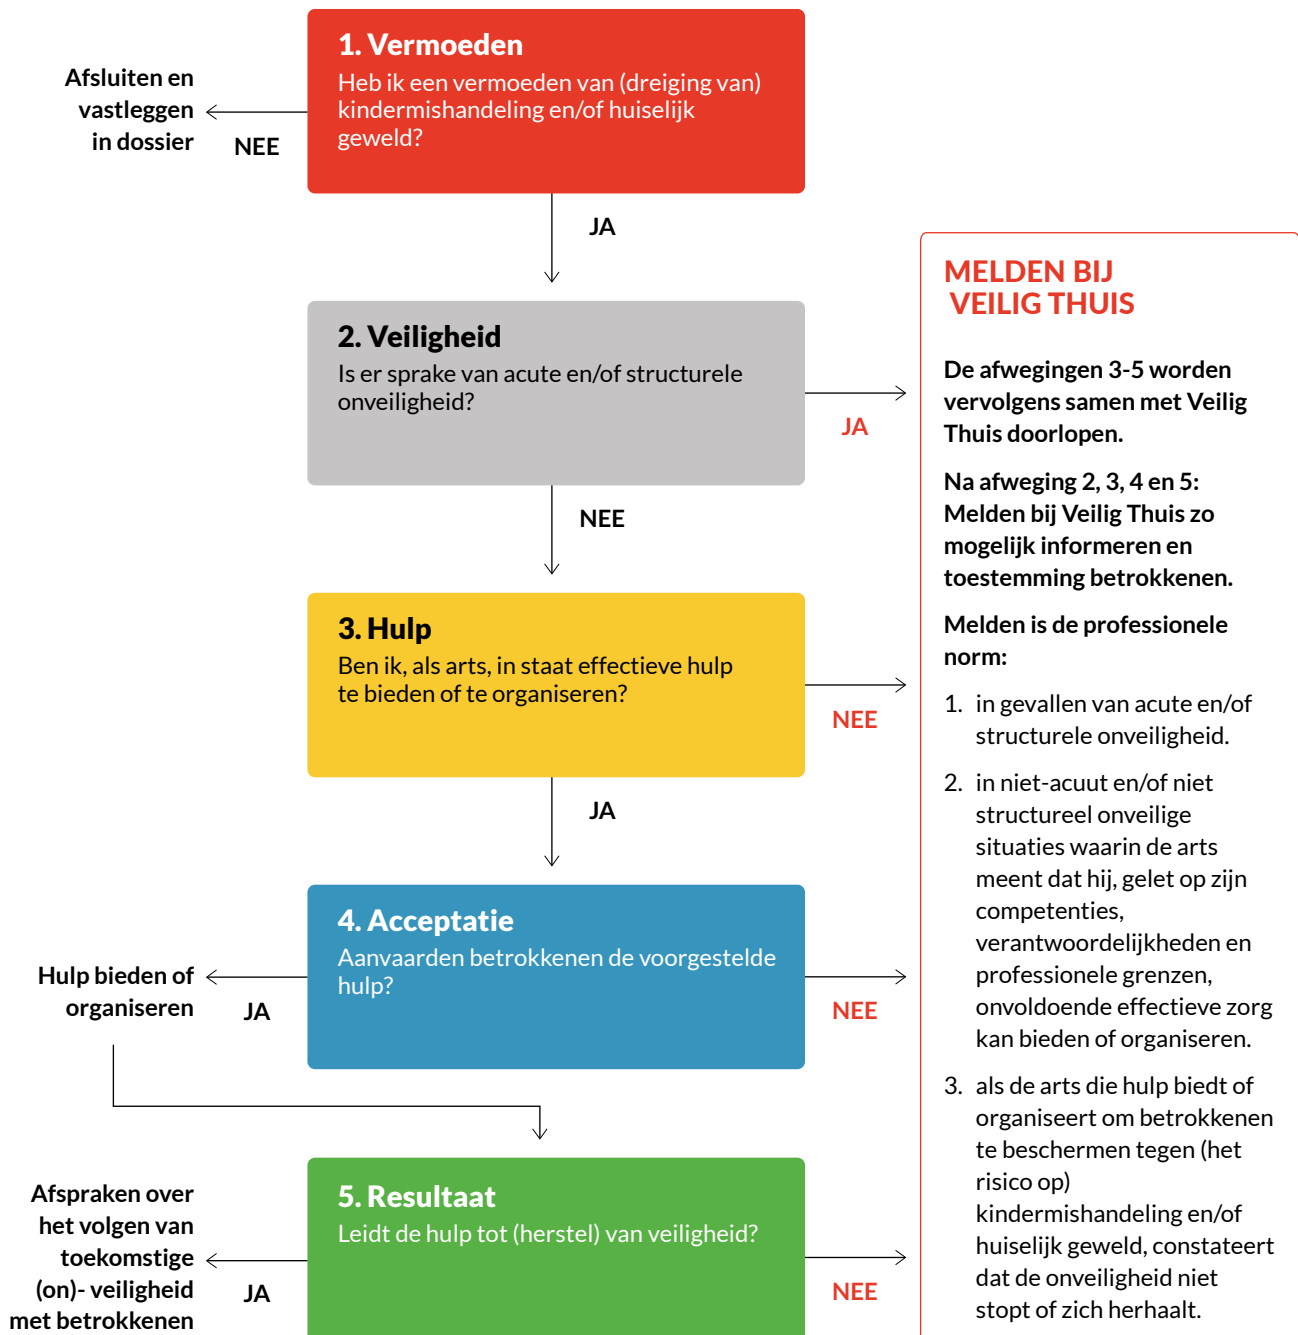 1. Vermoeden
Heb ik een vermoeden van (dreiging van)
kindermishandeling en/of huiselijk
geweld?
Afsluiten en
vastleggen
in dossier
NEE
JA
2. Veiligheid
Is er sprake van acute en/of structurele
onveiligheid?
JA
NEE
3. Hulp
Ben ik, als arts, in staat effectieve hulp
te bieden of te organiseren?
NEE
JA
4. Acceptatie
Aanvaarden betrokkenen de voorgestelde
hulp?
Hulp bieden of
organiseren
JA
NEE
5. Resultaat
Leidt de hulp tot (herstel) van veiligheid?
Afspraken over
het volgen van
toekomstige
(on)- veiligheid
met betrokkenen
JA
NEE
MELDEN BIJ
VEILIG THUIS
De afwegingen 3-5 worden
vervolgens samen met Veilig
Thuis doorlopen.
Na afweging 2, 3, 4 en 5:
Melden bij Veilig Thuis zo
mogelijk informeren en
toestemming betrokkenen.
Melden is de professionele
norm:
1. in gevallen van acute en/of
structurele onveiligheid.
2. in niet-acuut en/of niet
structureel onveilige
situaties waarin de arts
meent dat hij, gelet op zijn
competenties,
verantwoordelijkheden en
professionele grenzen,
onvoldoende effectieve zorg
kan bieden of organiseren.
3. als de arts die hulp biedt of
organiseert om betrokkenen
te beschermen tegen (het
risico op)
kindermishandeling en/of
huiselijk geweld, constateert
dat de onveiligheid niet
stopt of zich herhaalt.